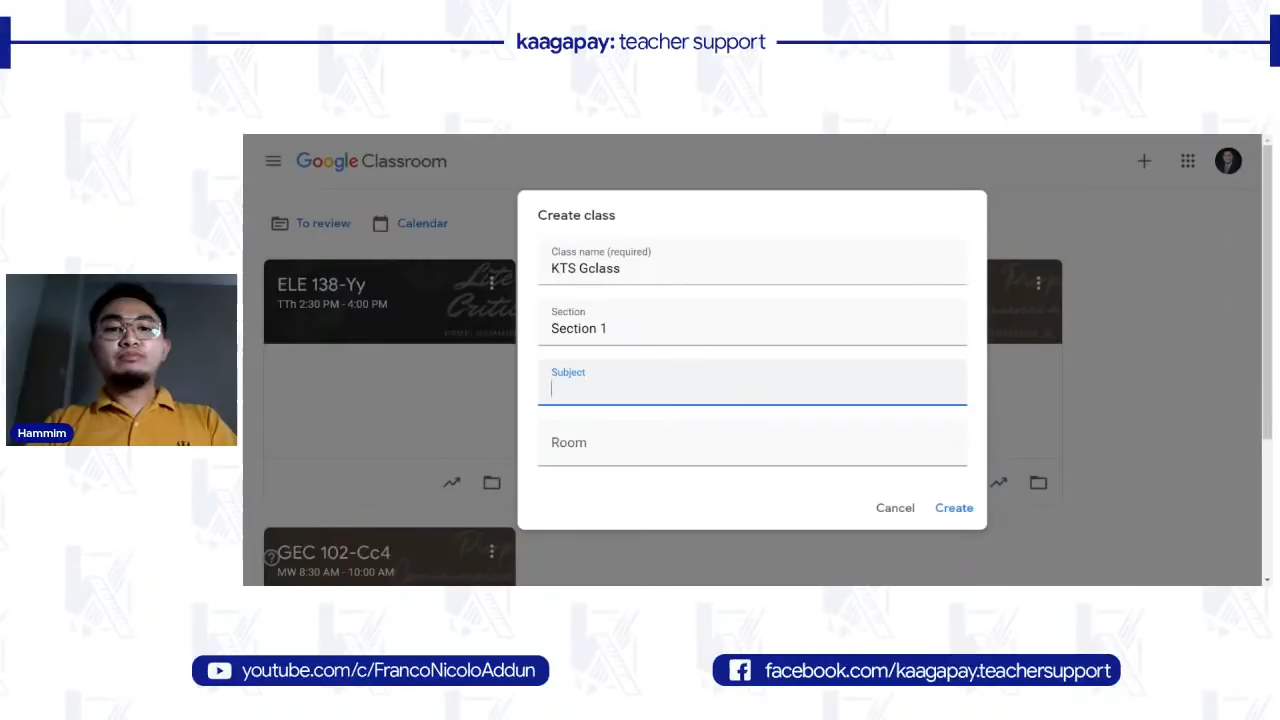 kaagapay: teacher support
Google Classroom
To review
Calendar
ELE 138-Yy
TTh 2:30 PM - 4:00 PM
Create class
Class name (required)
KTS Gclass
Section
Section 1
Subject
Room
Cancel
Create
GEC 102-Cc4
MW 8:30 AM - 10:00 AM
Hammim
youtube.com/c/FrancoNicoloAddun
facebook.com/kaagapay.teachersupport